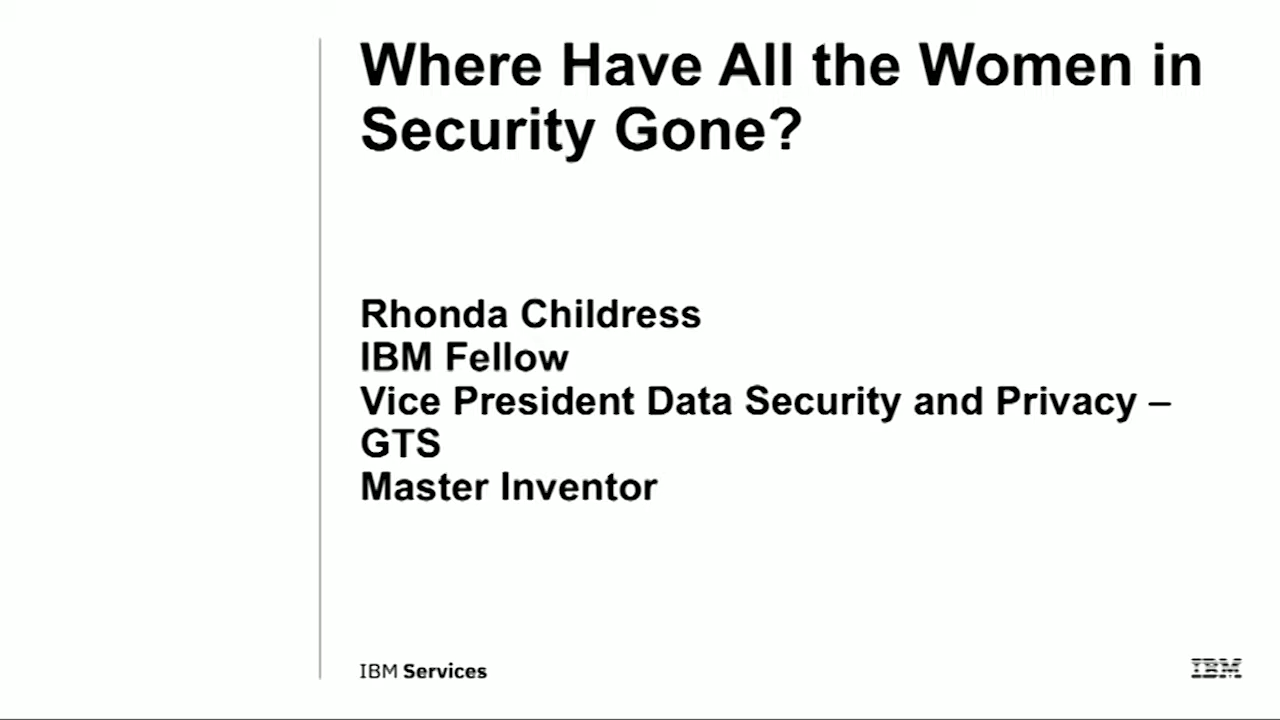 Where Have All the Women in
Security Gone?
Rhonda Childress
IBM Fellow
Vice President Data Security and Privacy –
GTS
Master Inventor
IBM Services
IBM